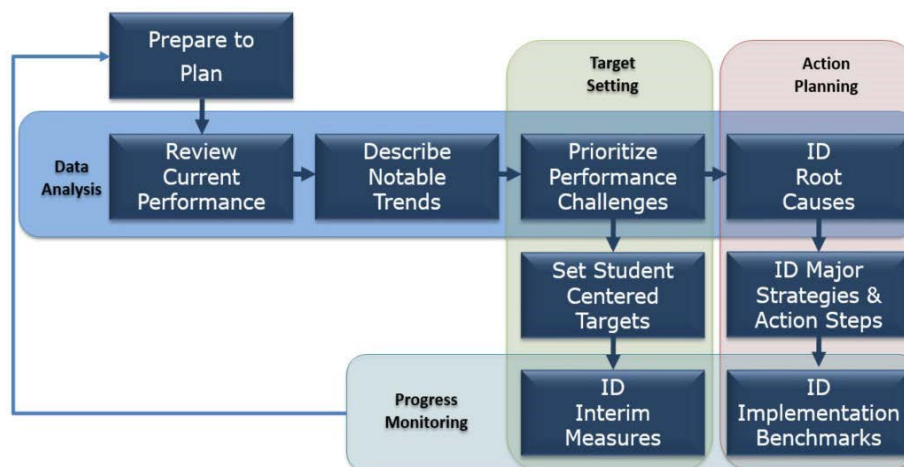 Prepare to
Plan
Target
Setting
Action
Planning
Data
Analysis
Review
Current
Performance
Describe
Notable
Trends
Prioritize
Performance
Challenges
ID
Root
Causes
Set Student
Centered
Targets
ID Major
Strategies &
Action Steps
Progress
Monitoring
ID
Interim
Measures
ID
Implementation
Benchmarks